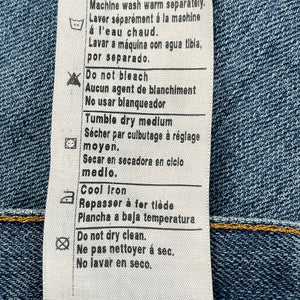 Machine wash warm separately.
Laver séparément à la machine
à l'eau chaud.
Lavar a máquina con agua tibia,
por separado.
Do not bleach
Aucun agent de blanchiment
No usar blanqueador
Tumble dry medium
Sécher par culbutage à réglage
moyen.
Secar en secadora en ciclo
medio.
Cool iron
Repasser à fer tiède
Plancha a baja temperatura
Do not dry clean.
Ne pas nettoyer á sec.
No lavar en seco.